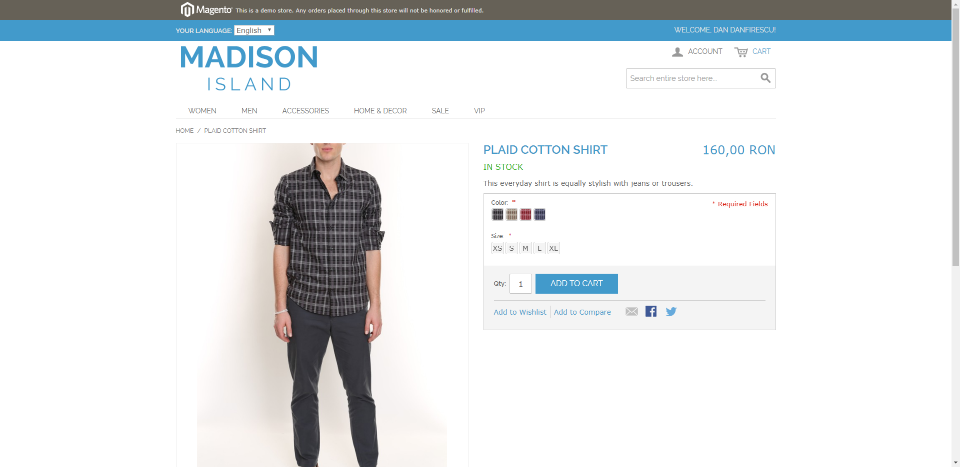 Magento This is a demo store. Any orders placed through this store will not be honored or fulfilled.
YOUR LANGUAGE: English
WELCOME, DAN DANFIRESCU!
MADISON
ISLAND
ACCOUNT CART
Search entire store here...
WOMEN MEN ACCESSORIES HOME & DECOR SALE VIP
HOME / PLAID COTTON SHIRT
PLAID COTTON SHIRT 160,00 RON
IN STOCK
This everyday shirt is equally stylish with jeans or trousers.
Color: *
* Required Fields
Size *
XS S M L XL
Qty: 1 ADD TO CART
Add to Wishlist Add to Compare